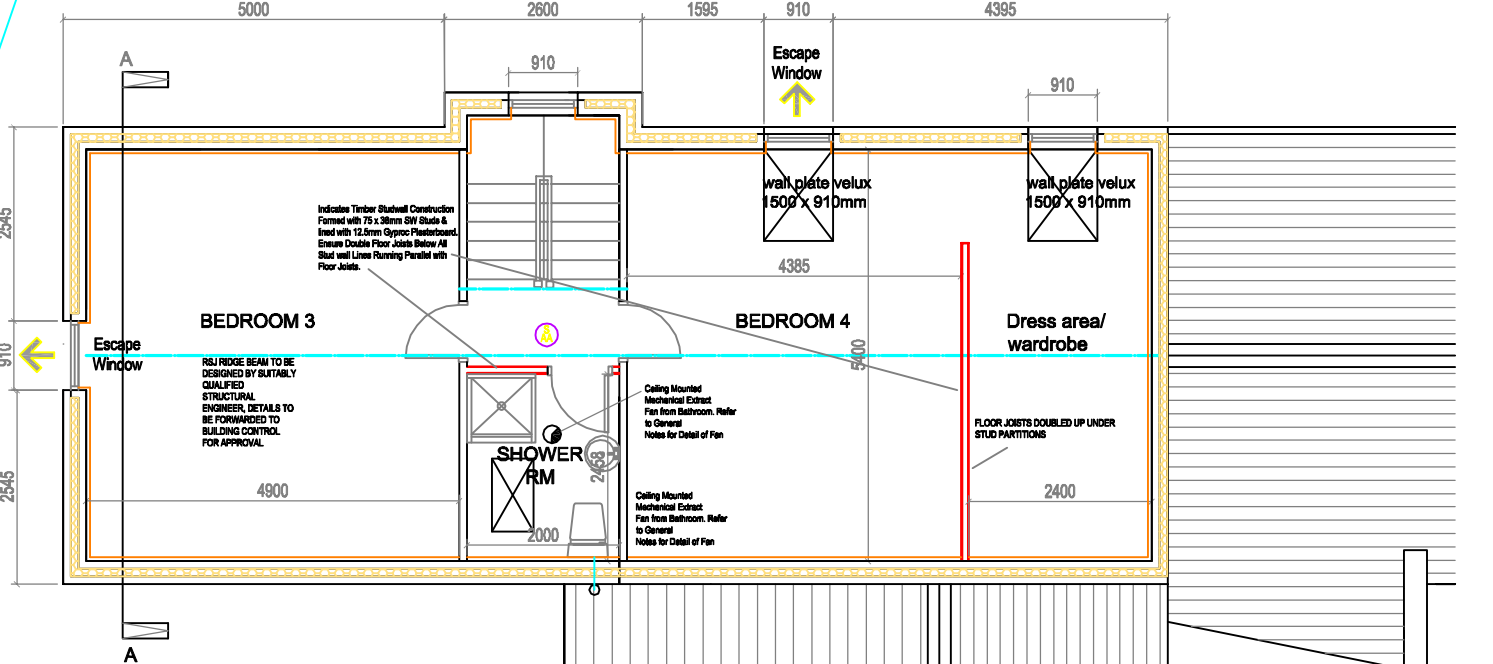 5000
2600
1595
910
4395
A
910
Escape
Window
910
wall plate velux
1500 x 910mm
wall plate velux
1500 x 910mm
2545
910
2545
Indicates Timber Studwall Construction
Formed with 75 x 38mm SW Studs &
lined with 12.5mm Gyproc Plasterboard.
Ensure Double Floor Joists Below All
Stud wall Lines Running Parallel with
Floor Joists.
4385
BEDROOM 3
A
BEDROOM 4
Dress area/
wardrobe
5400
Escape
Window
RSJ RIDGE BEAM TO BE
DESIGNED BY SUITABLY
QUALIFIED
STRUCTURAL
ENGINEER, DETAILS TO
BE FORWARDED TO
BUILDING CONTROL
FOR APPROVAL
Ceiling Mounted
Mechanical Extract
Fan from Bathroom. Refer
to General
Notes for Detail of Fan
FLOOR JOISTS DOUBLED UP UNDER
STUD PARTITIONS
SHOWER
RM
2458
4900
2000
2400
Ceiling Mounted
Mechanical Extract
Fan from Bathroom. Refer
to General
Notes for Detail of Fan
A